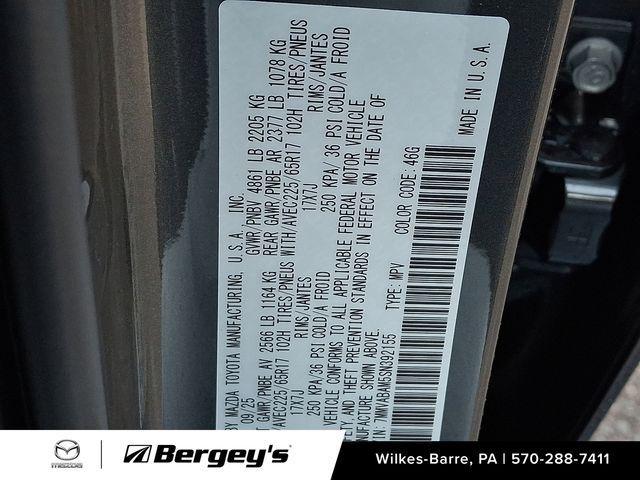 BY MAZDA TOYOTA MANUFACTURING, U.S.A. INC.
09/25 GVWR/PNBV 4861 LB 2205 KG
GAWR/PNBE AV 2566 LB 1164 KG REAR GAWR/PNBE AR 2377 LB 1078 KG
/AVEC225/65R17 102H TIRES/PNEUS WITH/AVEC225/65R17 102H TIRES/PNEUS
17X7J RIMS/JANTES 17X7J RIMS/JANTES
250 KPA/36 PSI COLD/A FROID 250 KPA/ 36 PSI COLD/A FROID
VEHICLE CONFORMS TO ALL APPLICABLE FEDERAL MOTOR VEHICLE
SAFETY AND THEFT PREVENTION STANDARDS IN EFFECT ON THE DATE OF
MANUFACTURE SHOWN ABOVE.
7MMVABAM5SN392155 TYPE: MPV COLOR CODE: 46G
MADE IN U.S.A.
mazda Bergey's Wilkes-Barre, PA | 570-288-7411